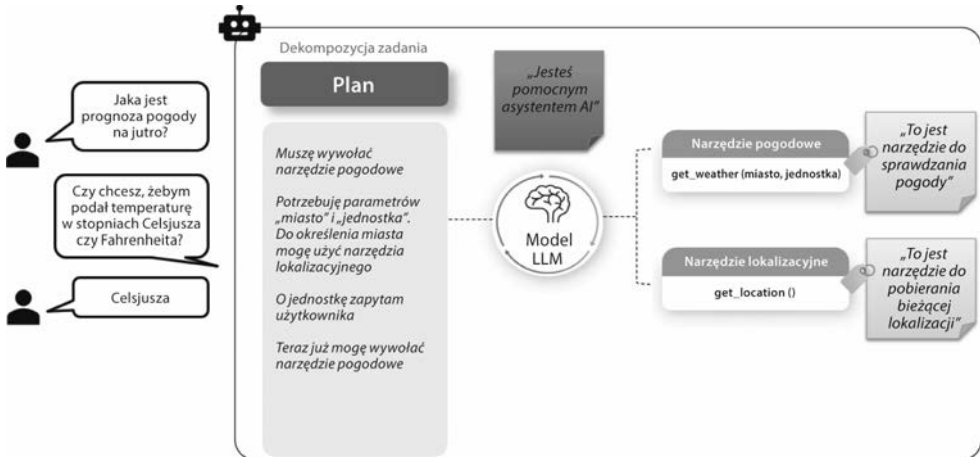 Jaka jest
prognoza pogody
na jutro?
Czy chcesz, żebym
podał temperaturę
w stopniach Celsjusza
czy Fahrenheita?
Celsjusza
Dekompozycja zadania
Plan
Muszę wywołać
narzędzie pogodowe
Potrzebuję parametrów
„miasto” i „jednostka”.
Do określenia miasta
mogę użyć narzędzia
lokalizacyjnego
O jednostkę zapytam
użytkownika
Teraz już mogę wywołać
narzędzie pogodowe
„Jesteś
pomocnym
asystentem AI”
Model
LLM
Narzędzie pogodowe
get_weather (miasto, jednostka)
„To jest
narzędzie do
sprawdzania
pogody”
Narzędzie lokalizacyjne
get_location ()
„To jest
narzędzie do
pobierania
bieżącej
lokalizacji”